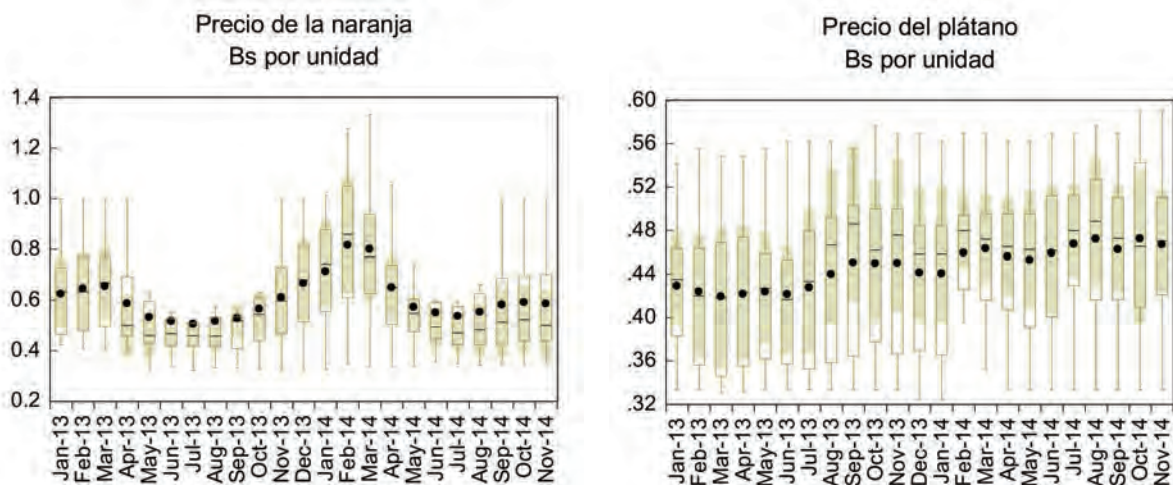 Precio de la naranja
Bs por unidad
1.4
1.2
1.0
0.8
0.6
0.4
0.2
Jan-13
Feb-13
Mar-13
Apr-13
May-13
Jun-13
Jul-13
Aug-13
Sep-13
Oct-13
Nov-13
Dec-13
Jan-14
Feb-14
Mar-14
Apr-14
May-14
Jun-14
Jul-14
Aug-14
Sep-14
Oct-14
Nov-14
Precio del plátano
Bs por unidad
.60
.56
.52
.48
.44
.40
.36
.32
Jan-13
Feb-13
Mar-13
Apr-13
May-13
Jun-13
Jul-13
Aug-13
Sep-13
Oct-13
Nov-13
Dec-13
Jan-14
Feb-14
Mar-14
Apr-14
May-14
Jun-14
Jul-14
Aug-14
Sep-14
Oct-14
Nov-14